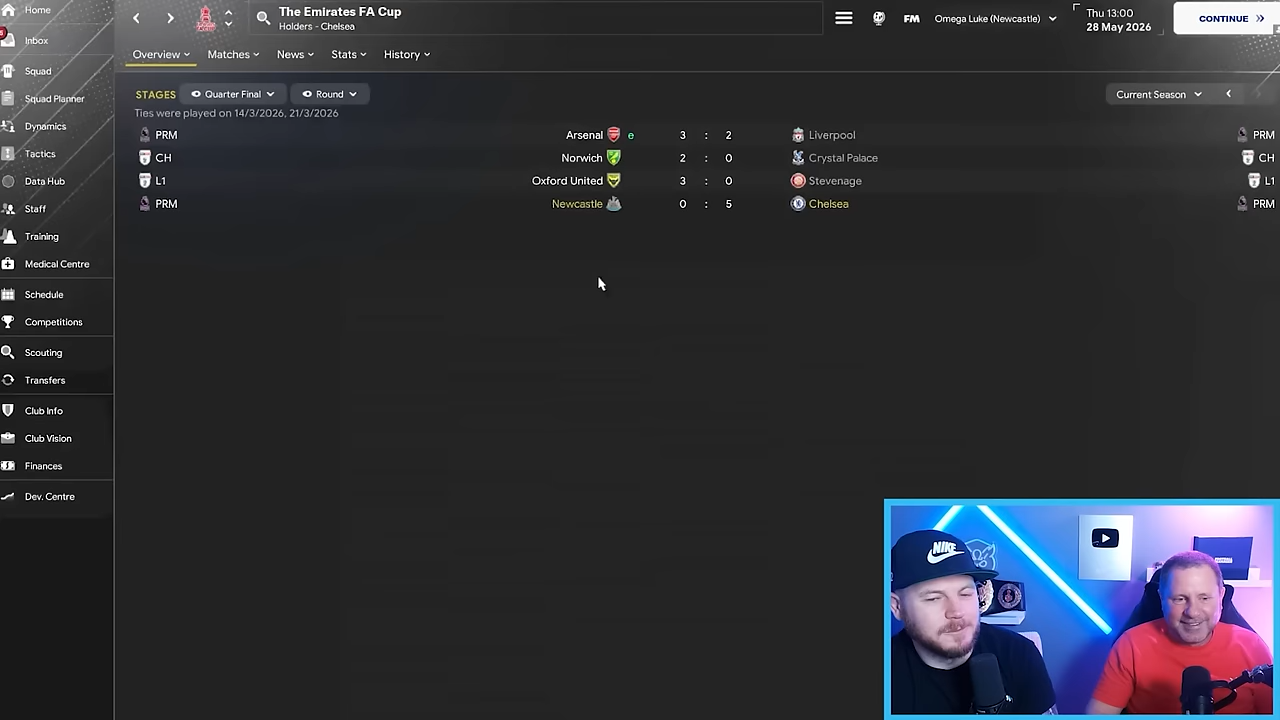 Home
Inbox
Squad
Squad Planner
Dynamics
Tactics
Data Hub
Staff
Training
Medical Centre
Schedule
Competitions
Scouting
Transfers
Club Info
Club Vision
Finances
Dev. Centre
The Emirates FA Cup
Holders - Chelsea
FM
Omega Luke (Newcastle)
Thu 13:00
28 May 2026
CONTINUE
Overview
Matches
News
Stats
History
STAGES
Quarter Final
Round
Current Season
Ties were played on 14/3/2026, 21/3/2026
PRM Arsenal e 3 : 2 Liverpool PRM
CH Norwich 2 : 0 Crystal Palace CH
L1 Oxford United 3 : 0 Stevenage L1
PRM Newcastle 0 : 5 Chelsea PRM
NIKE